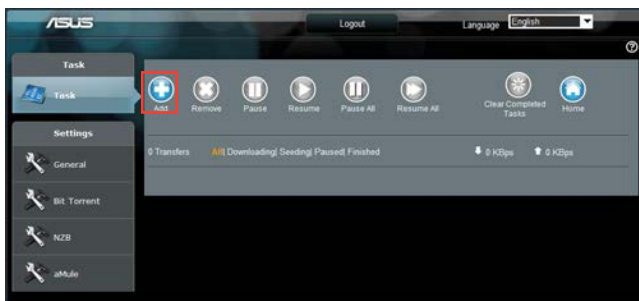 ASUS
Logout
Language English
?
Task
Task
Add Remove Pause Resume Pause All Resume All Clear Completed Tasks Home
Settings
0 Transfers All| Downloading| Seeding| Paused| Finished 0 KBps 0 KBps
General
Bit Torrent
NZB
aMule